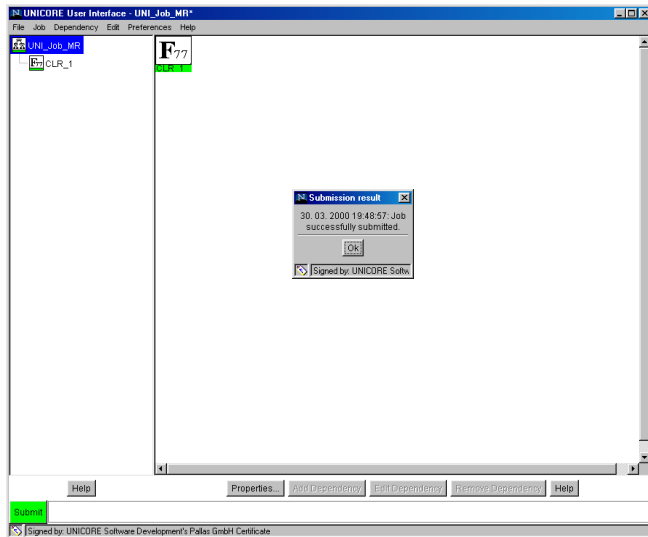 UNICORE User Interface - UNI_Job_MR*
File Job Dependency Edit Preferences Help
UNI_Job_MR
F77 CLR_1
F77
CLR_1
Submission result
30. 03. 2000 19:48:57: Job
successfully submitted.
Ok
Signed by: UNICORE Softw
Help Properties... Add Dependency Edit Dependency Remove Dependency Help
Submit
Signed by: UNICORE Software Development's Pallas GmbH Certificate